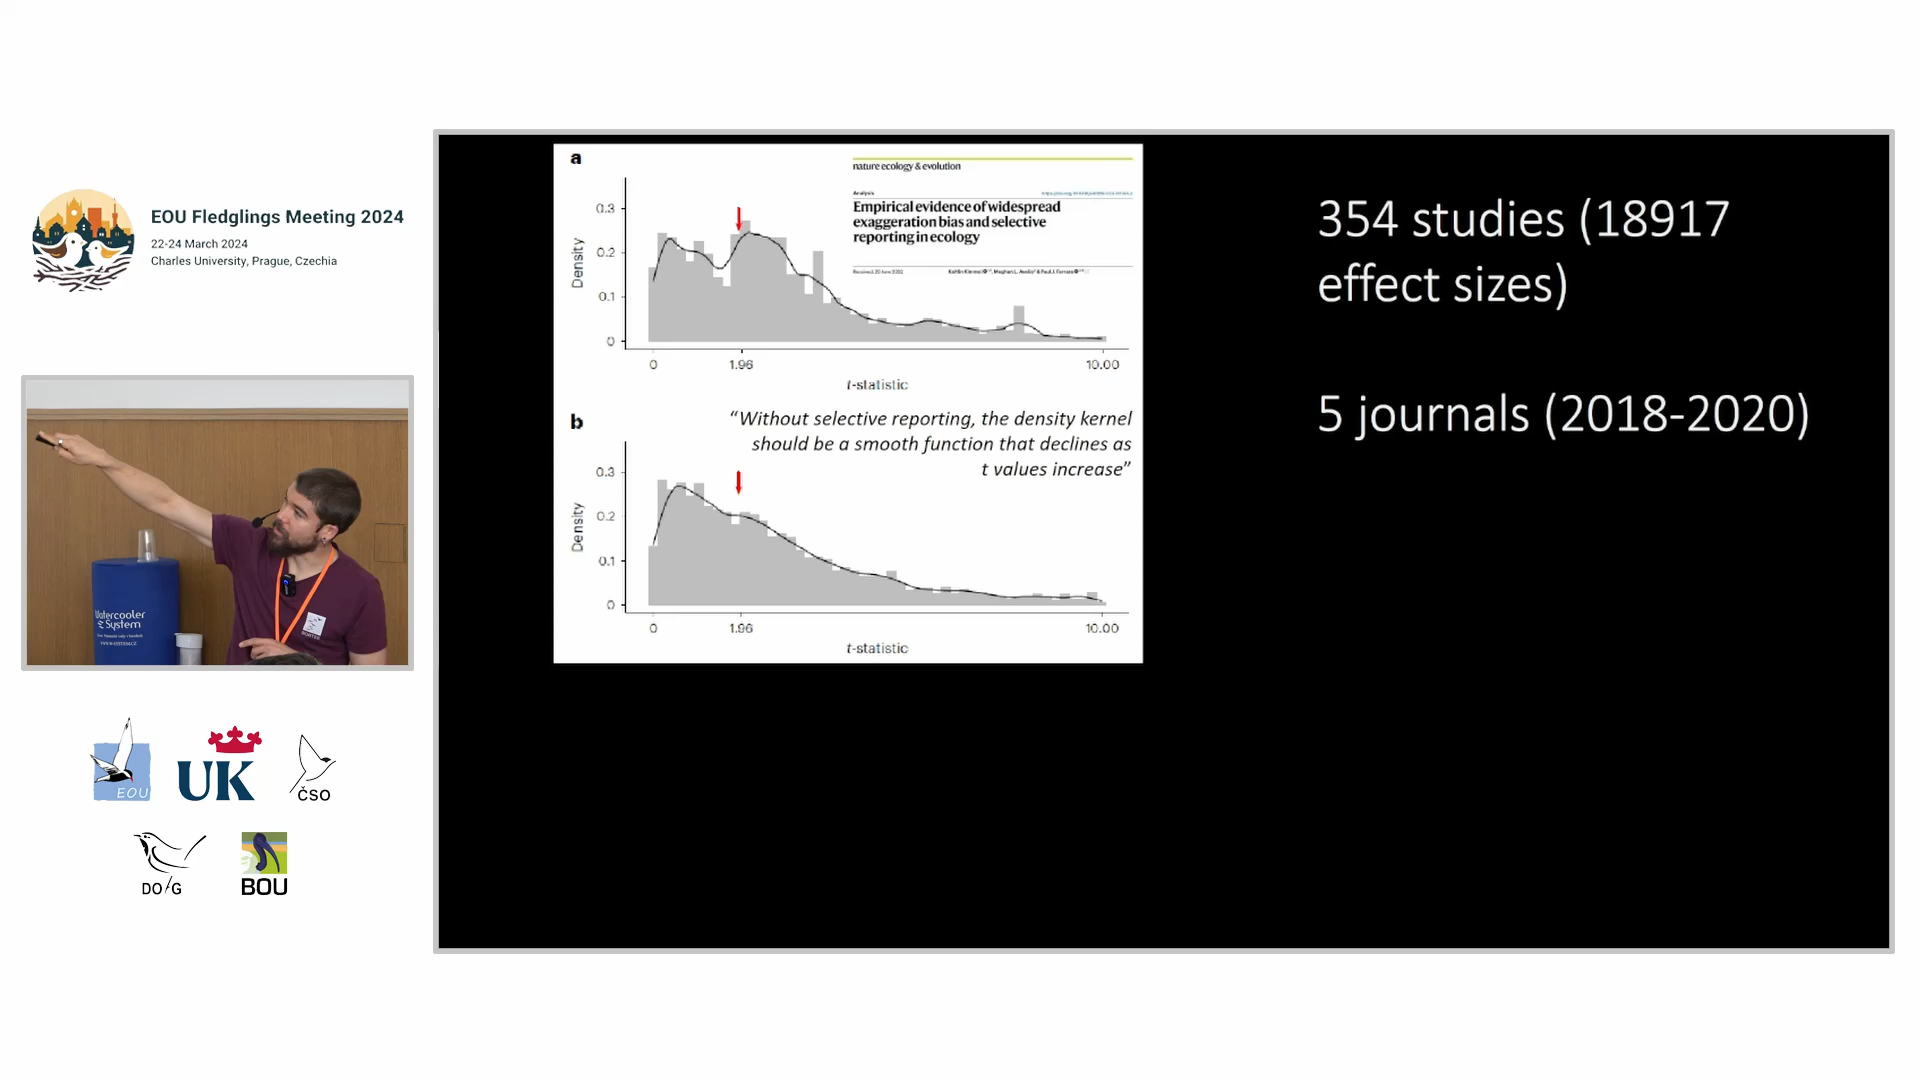 EOU Fledglings Meeting 2024
22-24 March 2024
Charles University, Prague, Czechia
Watercooler
System
EOU
UK
ČSO
DO/G
BOU
a
nature ecology & evolution
Analysis
Empirical evidence of widespread
exaggeration bias and selective
reporting in ecology
Density
0.3
0.2
0.1
0
0
1.96
10.00
t-statistic
b
“Without selective reporting, the density kernel
should be a smooth function that declines as
t values increase”
Density
0.3
0.2
0.1
0
0
1.96
10.00
t-statistic
354 studies (18917
effect sizes)
5 journals (2018-2020)